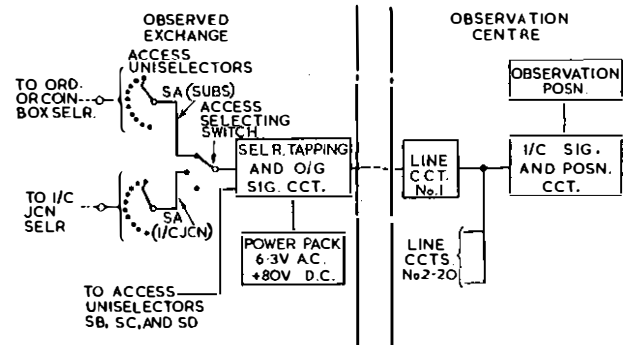 OBSERVED
EXCHANGE
OBSERVATION
CENTRE
ACCESS
UNISELECTORS
TO ORD.
OR COIN
BOX SELR.
SA (SUBS)
ACCESS
SELECTING
SWITCH
SELR. TAPPING
AND O/G
SIG. CCT.
LINE
CCT.
No.1
OBSERVATION
POSN.
I/C SIG.
AND POSN.
CCT.
TO I/C
JCN
SELR
SA
(I/C JCN)
POWER PACK
6·3V A.C.
+80V D.C.
LINE
CCTS.
No 2-20
TO ACCESS
UNISELECTORS
SB, SC, AND SD